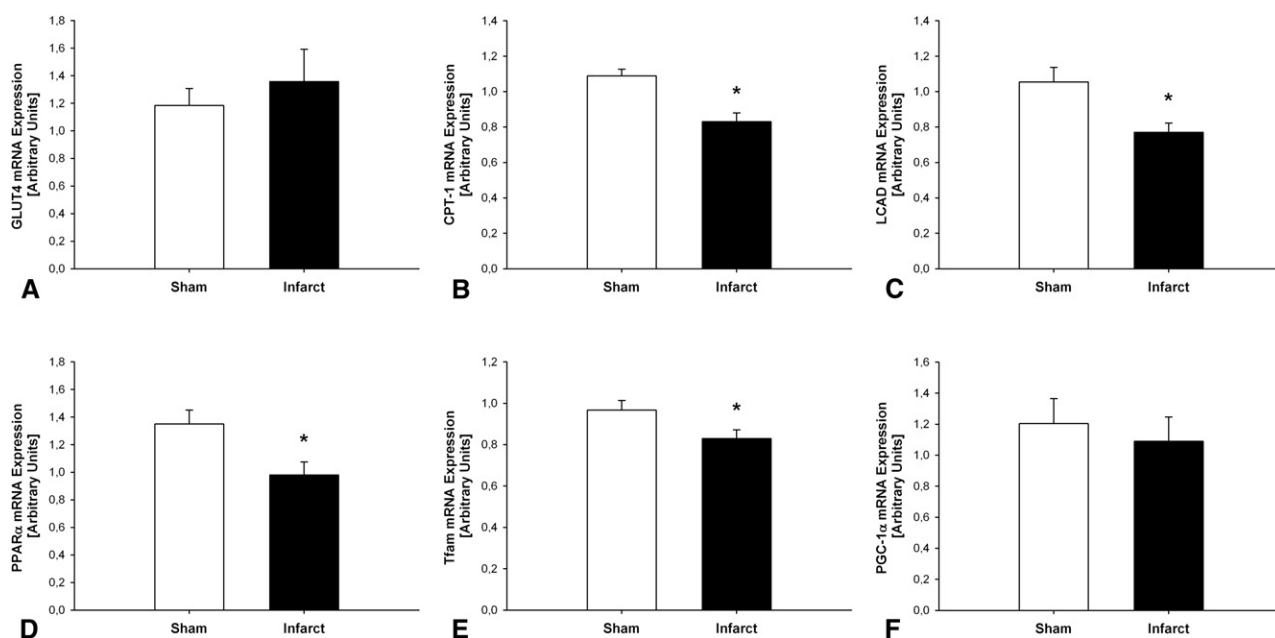 GLUT4 mRNA Expression
[Arbitrary Units]
1,8
1,6
1,4
1,2
1,0
0,8
0,6
0,4
0,2
0,0
Sham Infarct
A
CPT-1 mRNA Expression
[Arbitrary Units]
1,4
1,2
1,0
0,8
0,6
0,4
0,2
0,0
*
Sham Infarct
B
LCAD mRNA Expression
[Arbitrary Units]
1,4
1,2
1,0
0,8
0,6
0,4
0,2
0,0
*
Sham Infarct
C
PPARα mRNA Expression
[Arbitrary Units]
1,8
1,6
1,4
1,2
1,0
0,8
0,6
0,4
0,2
0,0
*
Sham Infarct
D
Tfam mRNA Expression
[Arbitrary Units]
1,2
1,0
0,8
0,6
0,4
0,2
0,0
*
Sham Infarct
E
PGC-1α mRNA Expression
[Arbitrary Units]
1,6
1,4
1,2
1,0
0,8
0,6
0,4
0,2
0,0
Sham Infarct
F